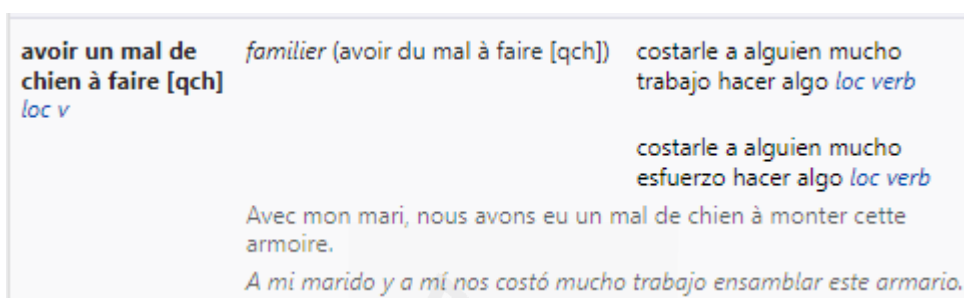 avoir un mal de familier (avoir du mal à faire [qch]) costarle a alguien mucho
chien à faire [qch] trabajo hacer algo loc verb
loc v
costarle a alguien mucho
esfuerzo hacer algo loc verb
Avec mon mari, nous avons eu un mal de chien à monter cette
armoire.
A mi marido y a mí nos costó mucho trabajo ensamblar este armario.